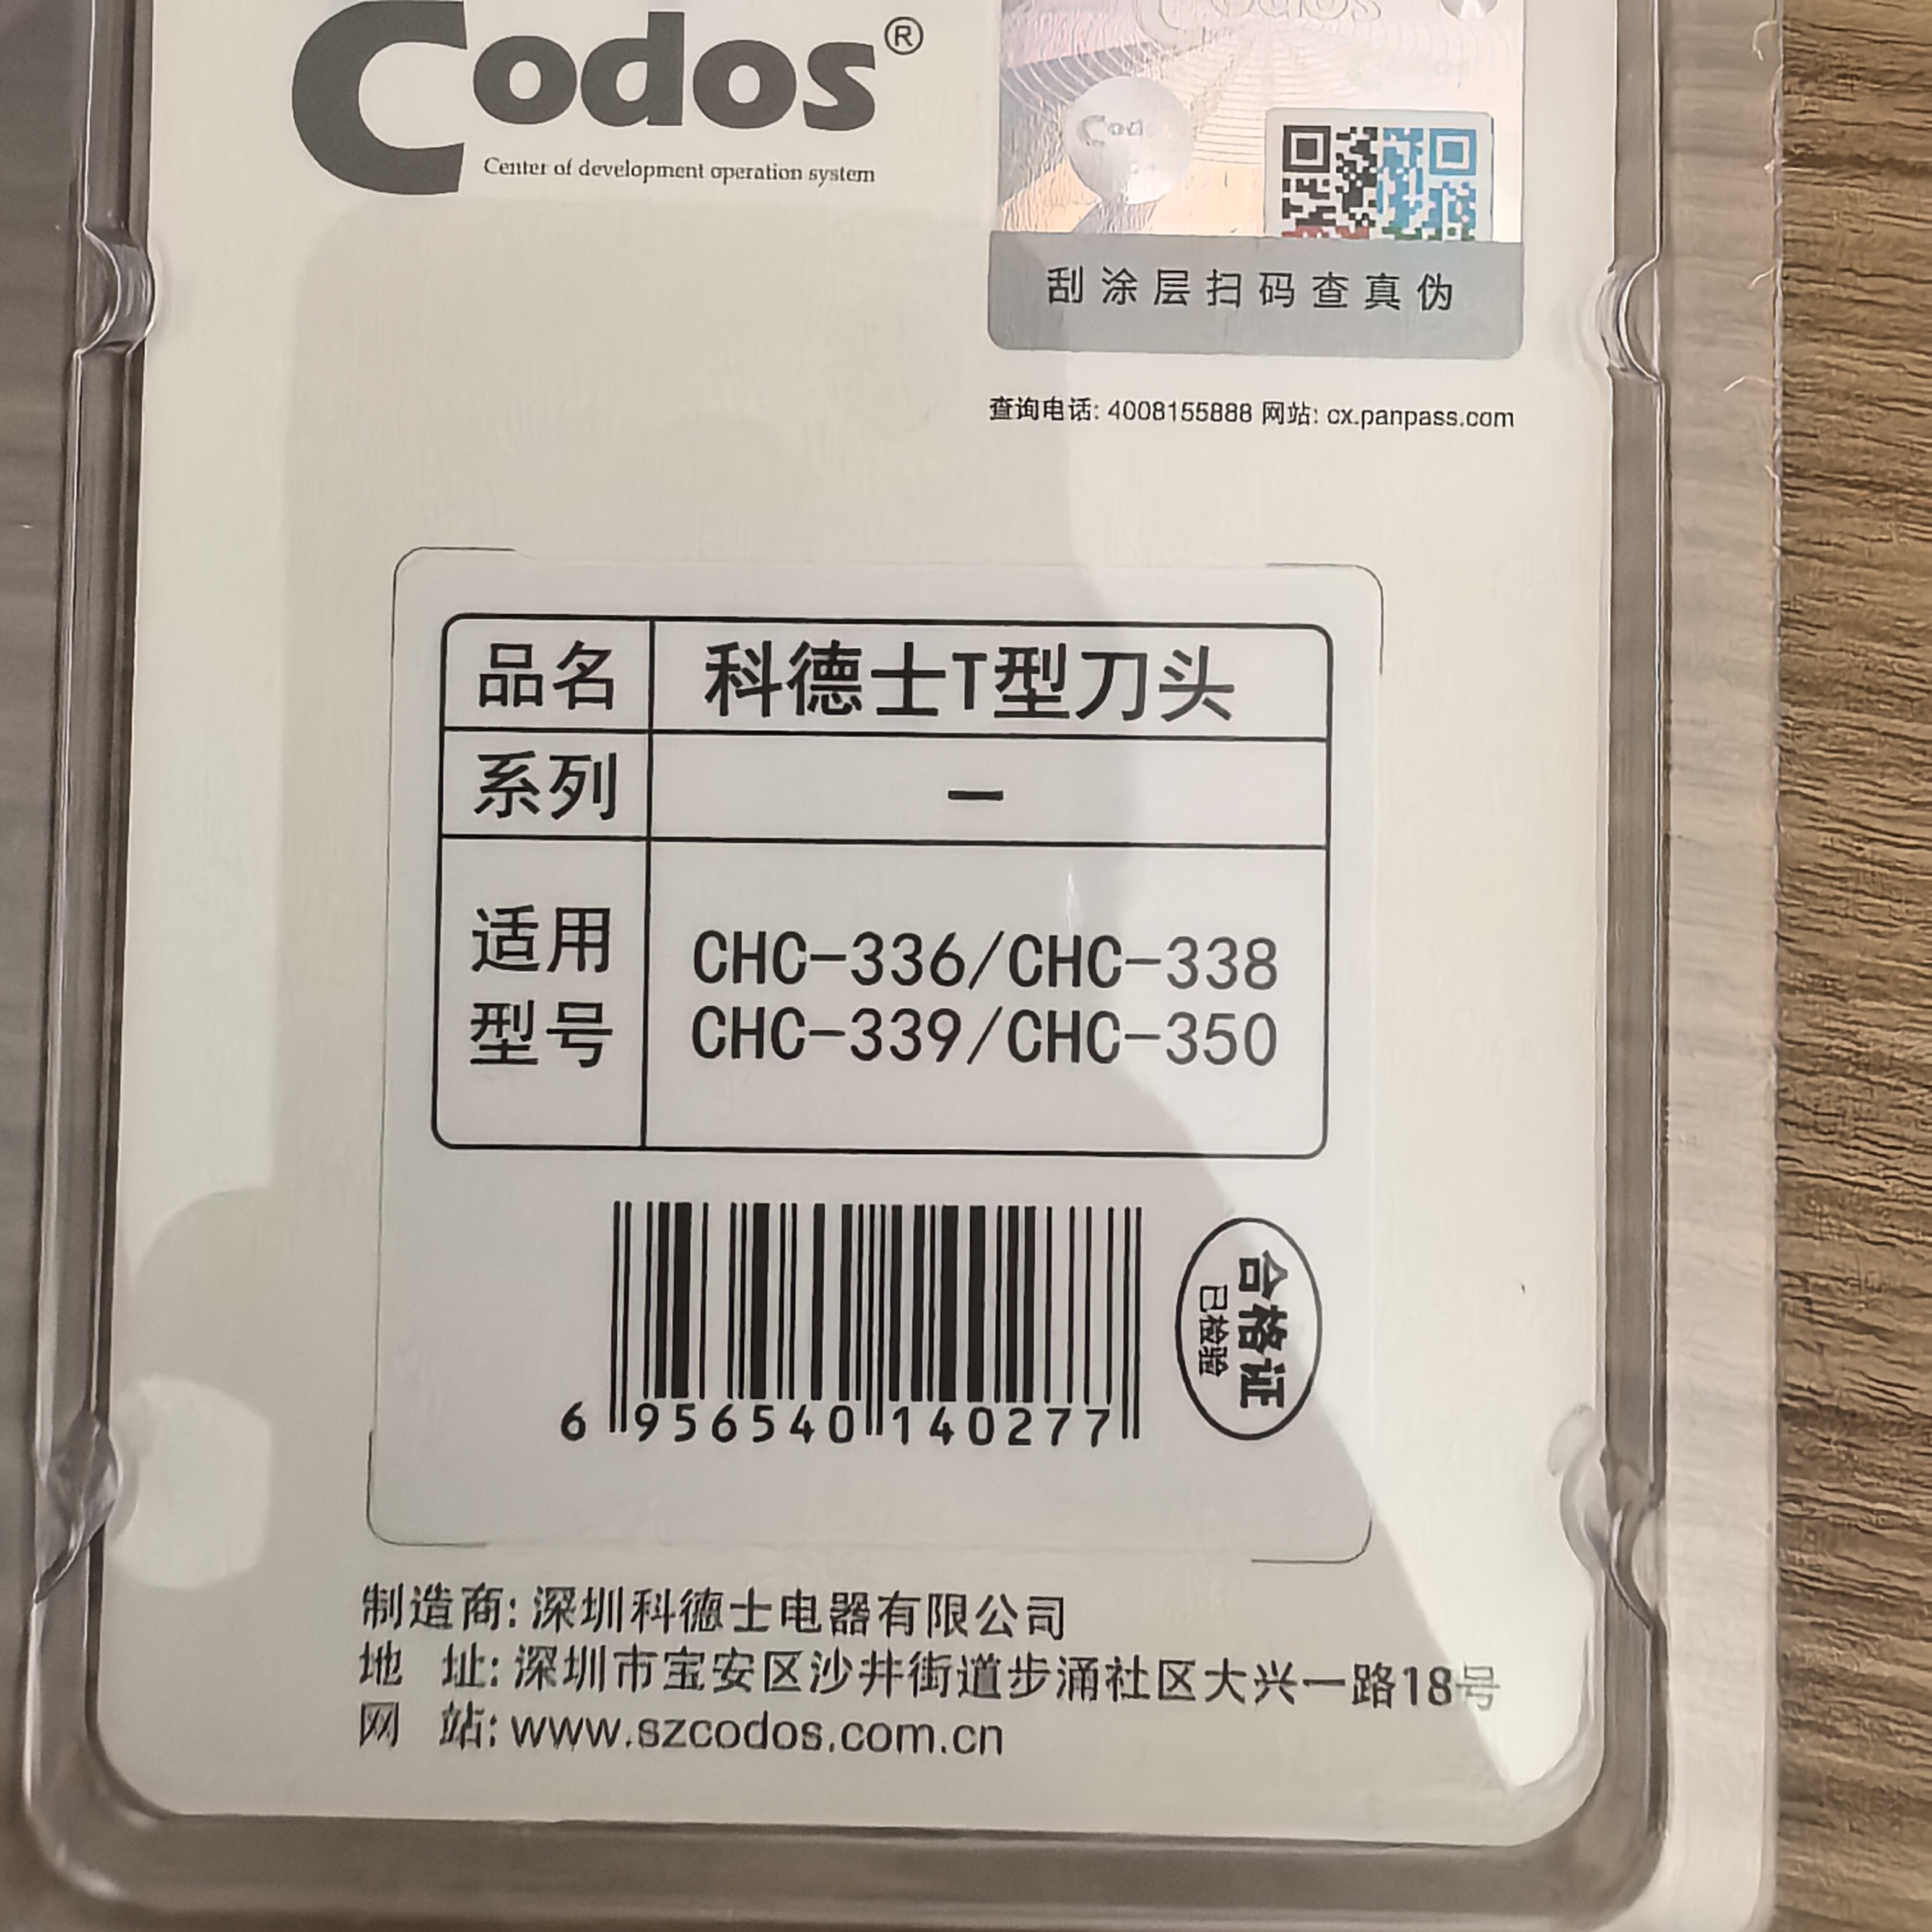 Codos®
Center of development operation system
Codos
刮涂层扫码查真伪
查询电话: 4008155888 网站: cx.panpass.com
品名 科德士T型刀头
系列 —
适用型号
CHC-336/CHC-338
CHC-339/CHC-350
6 956540 140277
合格证
已检验
制造商: 深圳科德士电器有限公司
地 址: 深圳市宝安区沙井街道步涌社区大兴一路18号
网 站: www.szcodos.com.cn